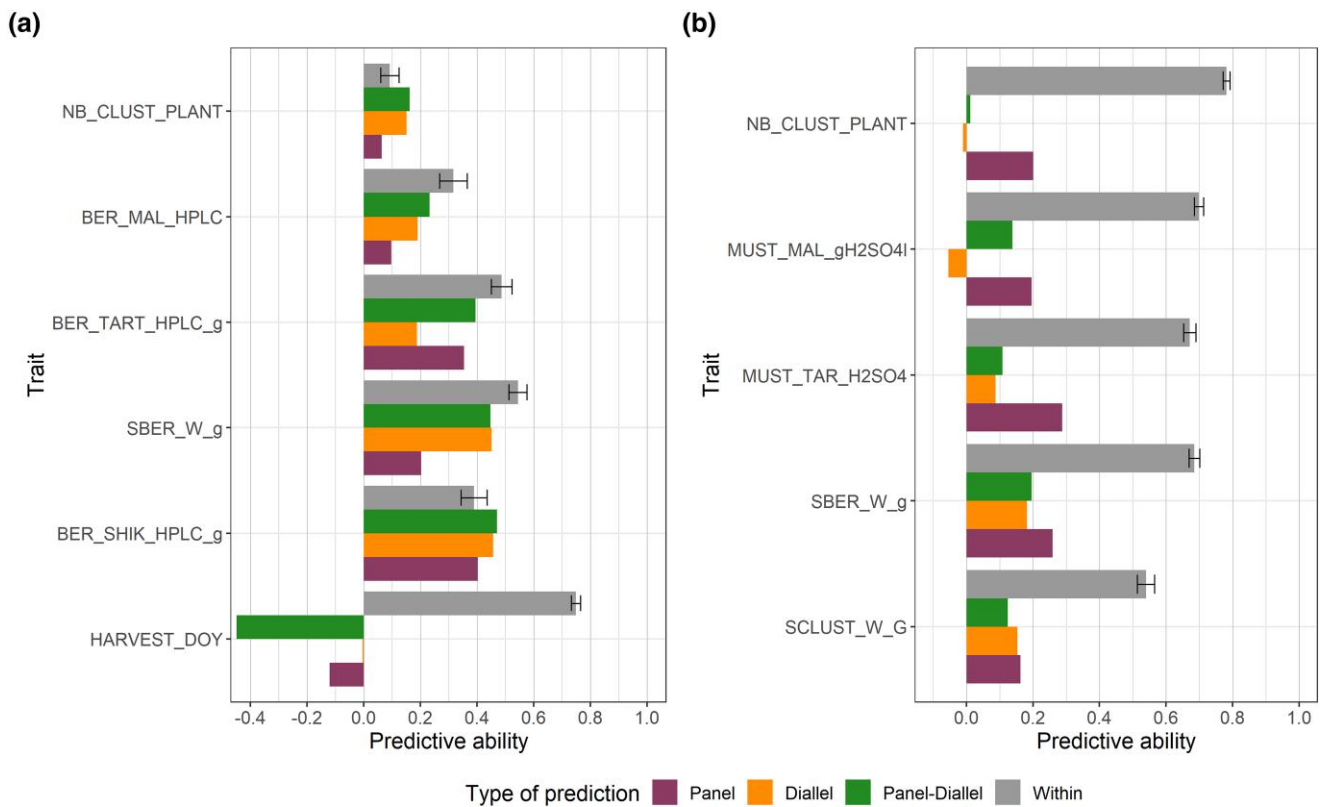 (a)
NB_CLUST_PLANT
BER_MAL_HPLC
BER_TART_HPLC_g
SBER_W_g
BER_SHIK_HPLC_g
HARVEST_DOY
Trait
-0.4 -0.2 0.0 0.2 0.4 0.6 0.8 1.0
Predictive ability
(b)
NB_CLUST_PLANT
MUST_MAL_gH2SO4l
MUST_TAR_H2SO4
SBER_W_g
SCLUST_W_G
Trait
0.0 0.2 0.4 0.6 0.8 1.0
Predictive ability
Type of prediction Panel Diallel Panel-Diallel Within